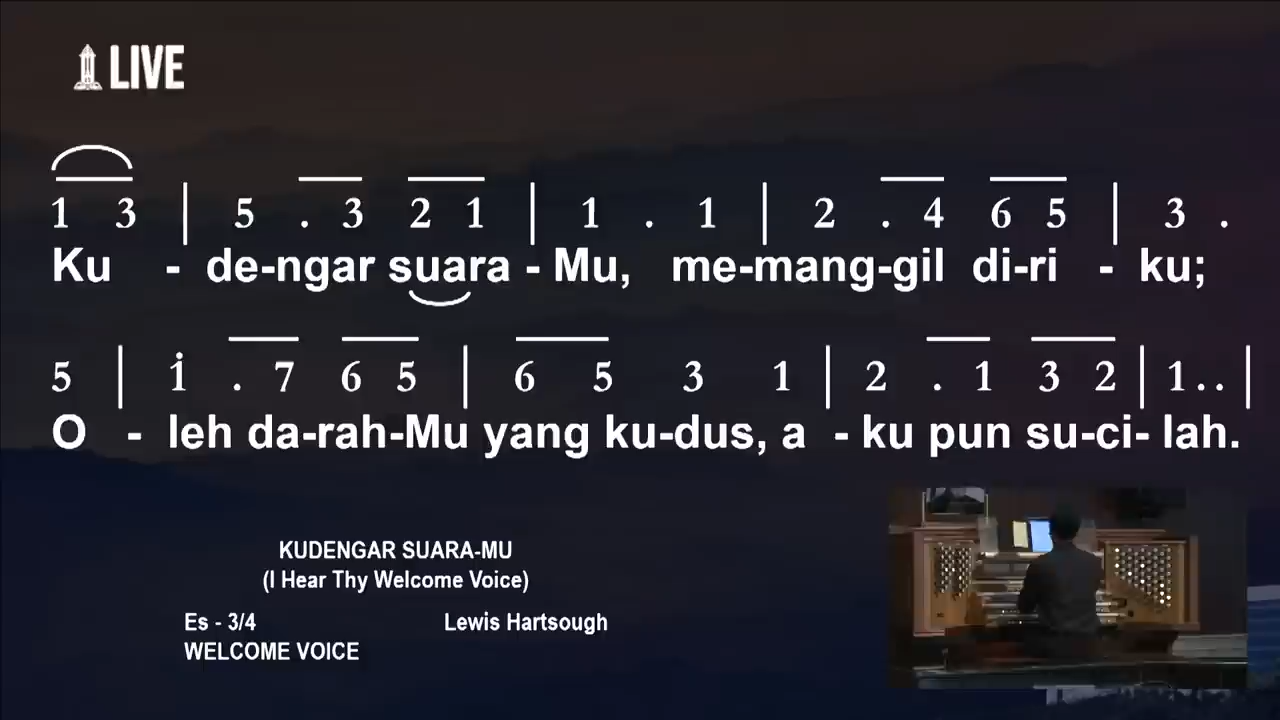 LIVE
1 3 | 5 . 3 2 1 | 1 . 1 | 2 . 4 6 5 | 3 .
Ku - de-ngar suara - Mu, me-mang-gil di-ri - ku;
5 | i . 7 6 5 | 6 5 3 1 | 2 . 1 3 2 | 1 . . |
O - leh da-rah-Mu yang ku-dus, a - ku pun su-ci- lah.
KUDENGAR SUARA-MU
(I Hear Thy Welcome Voice)
Es - 3/4 Lewis Hartsough
WELCOME VOICE